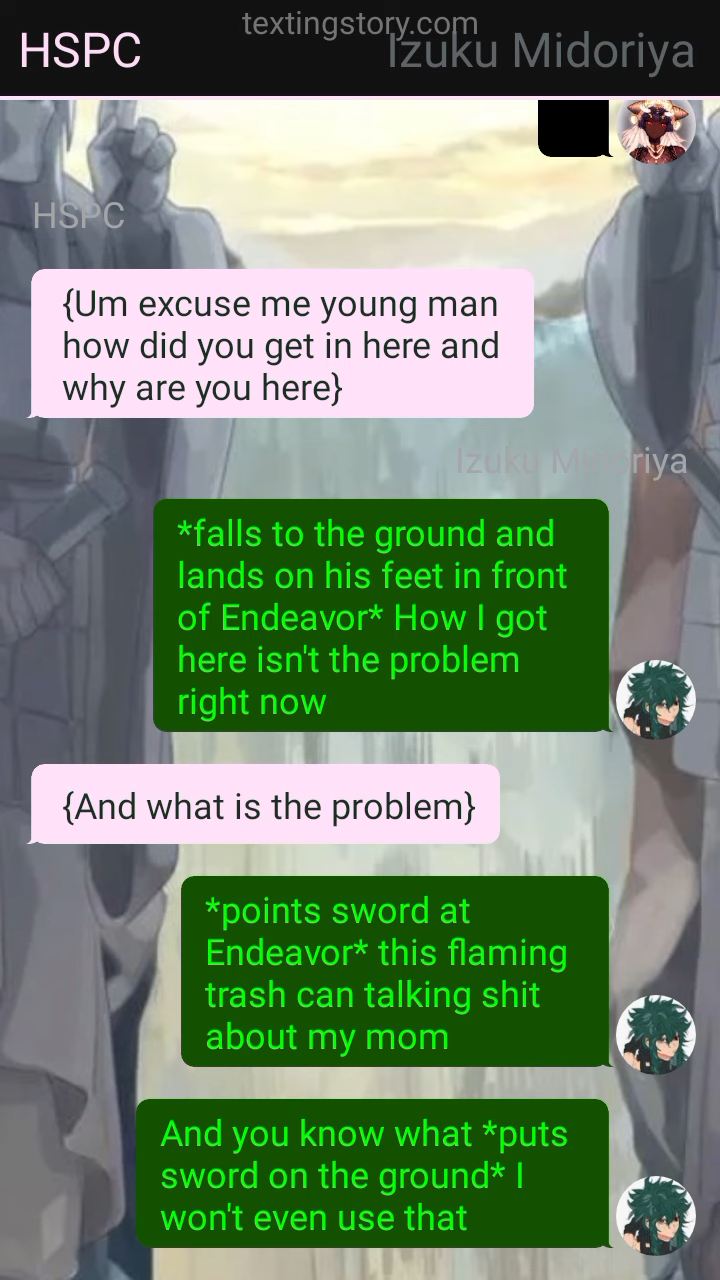 textingstory.com
HSPC
Izuku Midoriya
HSPC
{Um excuse me young man
how did you get in here and
why are you here}
Izuku Midoriya
*falls to the ground and
lands on his feet in front
of Endeavor* How I got
here isn't the problem
right now
{And what is the problem}
*points sword at
Endeavor* this flaming
trash can talking shit
about my mom
And you know what *puts
sword on the ground* I
won't even use that